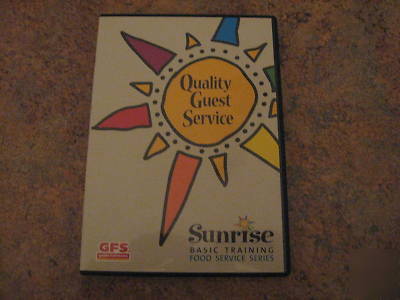 Quality
Guest
Service
Sunrise
BASIC TRAINING
FOOD SERVICE SERIES
GFS